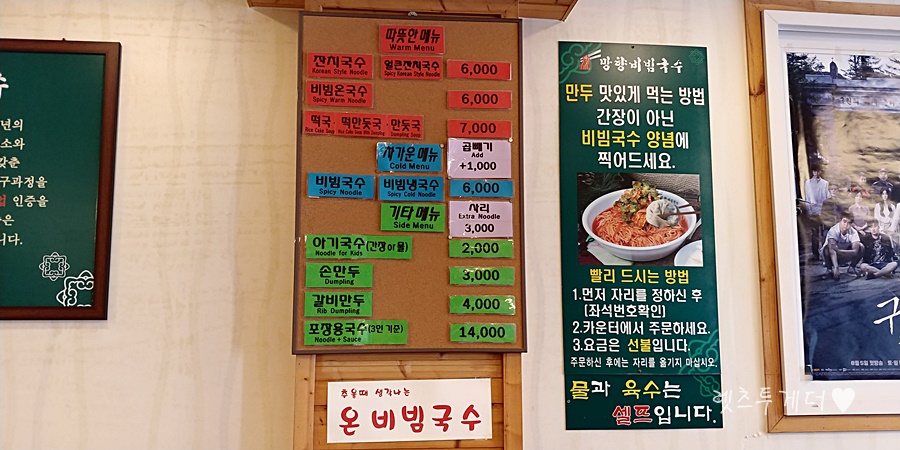 수
년의
소와
갖춘
구과정을
인증을
은
니다.
따뜻한 메뉴
Warm Menu
잔치국수
Korean Style Noodle
얼큰잔치국수
Spicy Korean Style Noodle
6,000
비빔온국수
Spicy Warm Noodle
6,000
떡국·떡만둣국·만둣국
Rice Cake Soup
Rice Cake Soup With Dumpling
Dumpling Soup
7,000
차가운 메뉴
Cold Menu
곱빼기
Add
+1,000
비빔국수
Spicy Noodle
비빔냉국수
Spicy Cold Noodle
6,000
기타 메뉴
Side Menu
사리
Extra Noodle
3,000
아기국수(간장or물)
Noodle for Kids
2,000
손만두
Dumpling
3,000
갈비만두
Rib Dumpling
4,000
포장용국수(3인 기준)
Noodle + Sauce
14,000
추울때 생각나는
온 비빔국수
망향비빔국수
만두 맛있게 먹는 방법
간장이 아닌
비빔국수 양념에
찍어드세요.
빨리 드시는 방법
1.먼저 자리를 정하신 후
(좌석번호확인)
2.카운터에서 주문하세요.
3.요금은 선불입니다.
주문하신 후에는 자리를 옮기지 마십시오.
물과 육수는
셀프입니다.
렛츠투게더♥